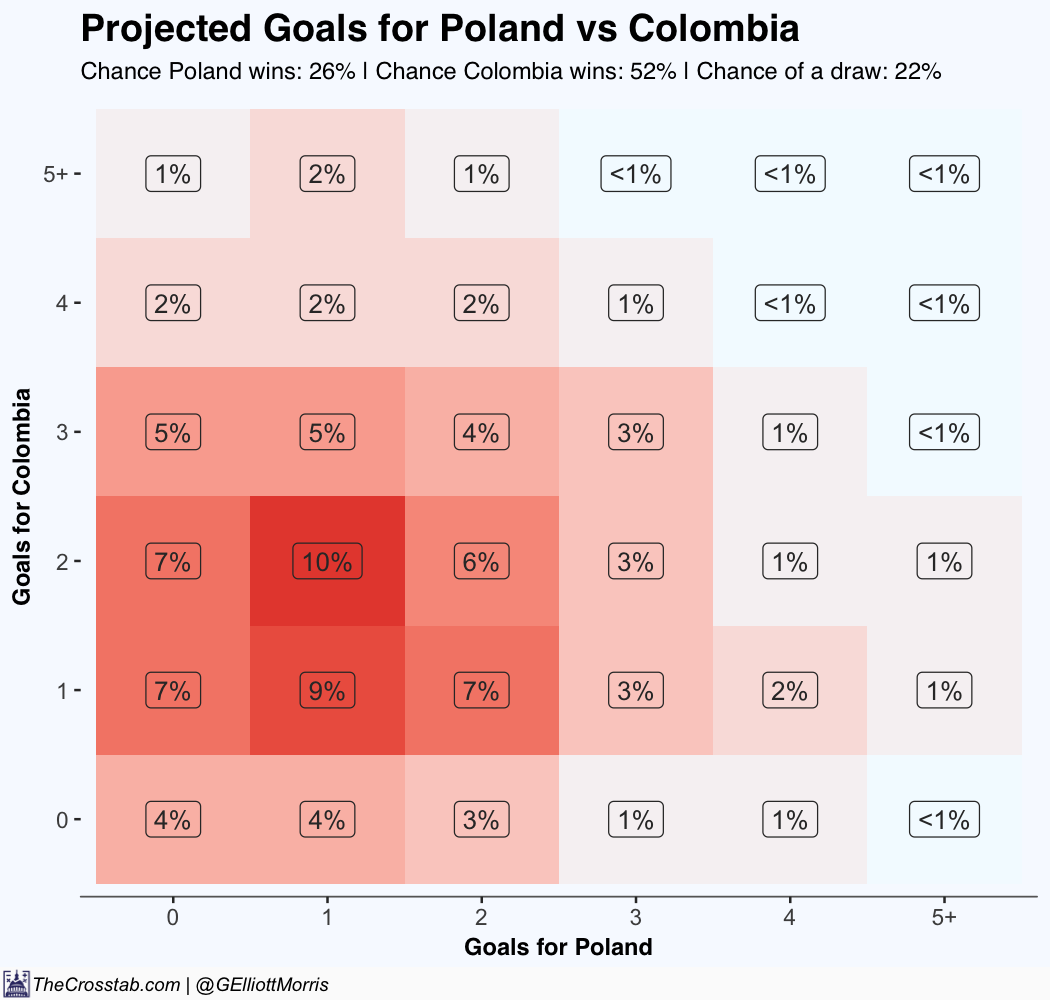 Projected Goals for Poland vs Colombia
Chance Poland wins: 26% | Chance Colombia wins: 52% | Chance of a draw: 22%
Goals for Colombia
5+ 1% 2% 1% <1% <1% <1%
4 2% 2% 2% 1% <1% <1%
3 5% 5% 4% 3% 1% <1%
2 7% 10% 6% 3% 1% 1%
1 7% 9% 7% 3% 2% 1%
0 4% 4% 3% 1% 1% <1%
0 1 2 3 4 5+
Goals for Poland
TheCrosstab.com | @GElliottMorris